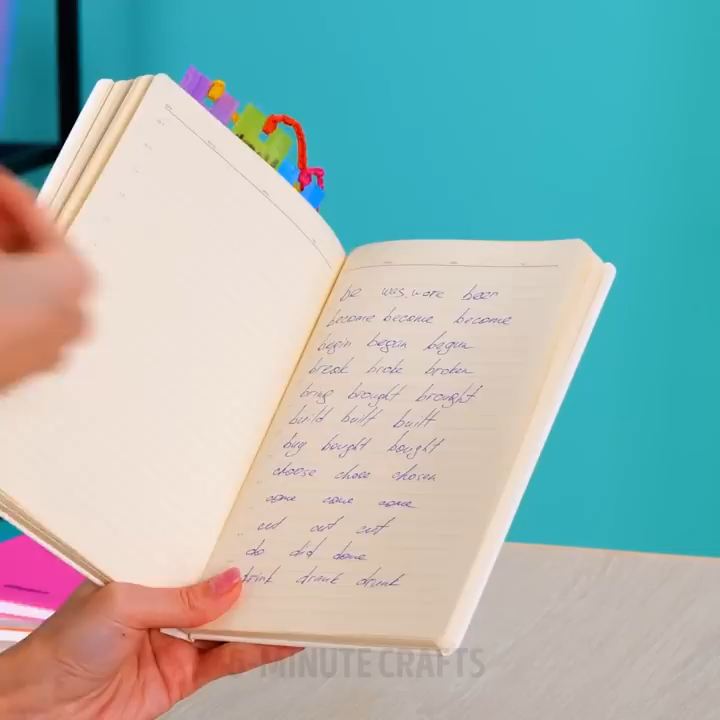 be was.were been
become became become
begin began begun
break broke broken
bring brought brought
build built built
buy bought bought
choose chose chosen
come came come
cut cut cut
do did done
drink drank drunk
5-MINUTE CRAFTS